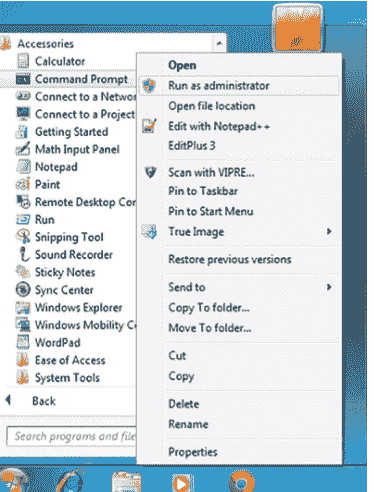 Accessories
Calculator
Command Prompt
Connect to a Networ
Connect to a Project
Getting Started
Math Input Panel
Notepad
Paint
Remote Desktop Con
Run
Snipping Tool
Sound Recorder
Sticky Notes
Sync Center
Windows Explorer
Windows Mobility C
WordPad
Ease of Access
System Tools
Back
Search programs and file
Open
Run as administrator
Open file location
Edit with Notepad++
EditPlus 3
Scan with VIPRE...
Pin to Taskbar
Pin to Start Menu
True Image
Restore previous versions
Send to
Copy To folder...
Move To folder...
Cut
Copy
Delete
Rename
Properties